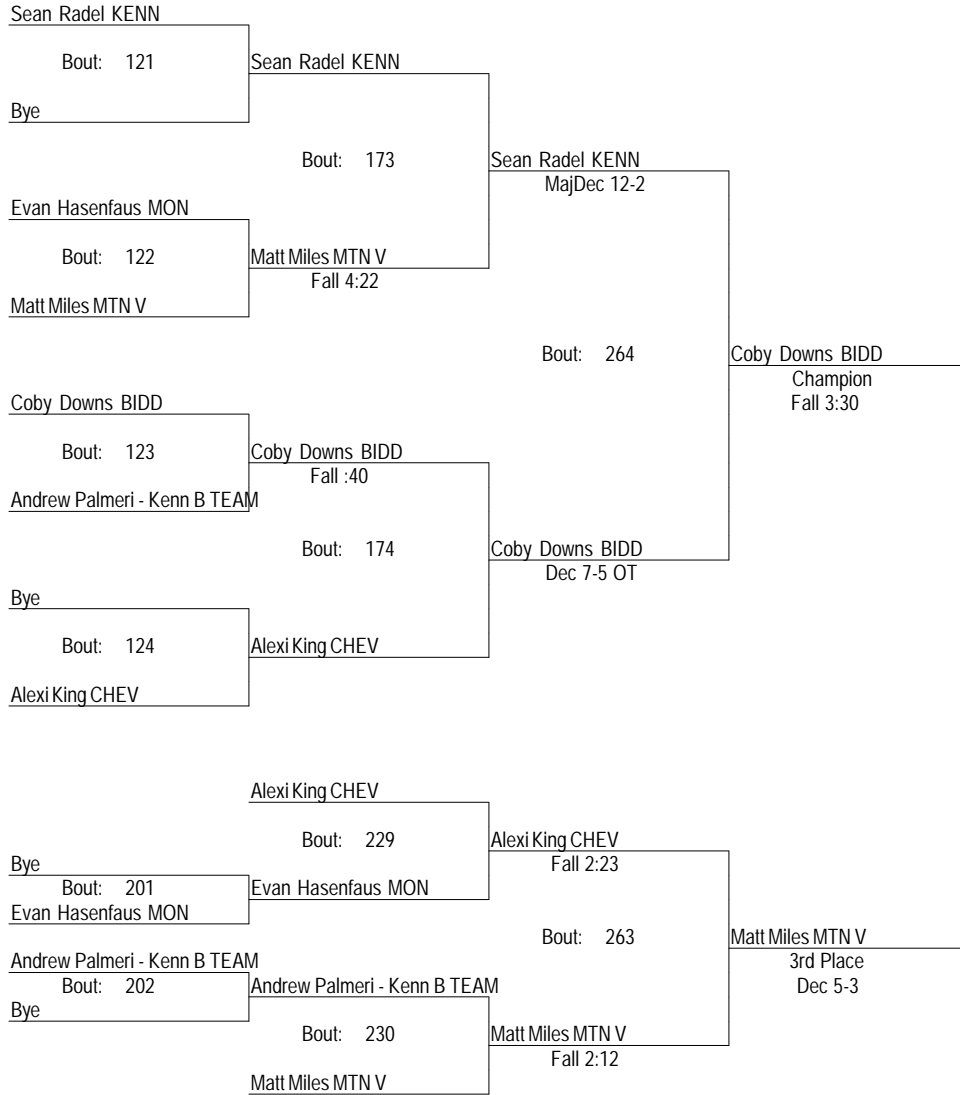 Sean Radel KENN
Bout: 121
Sean Radel KENN
Bye
Bout: 173
Sean Radel KENN
MajDec 12-2
Evan Hasenfaus MON
Bout: 122
Matt Miles MTN V
Fall 4:22
Matt Miles MTN V
Bout: 264
Coby Downs BIDD
Champion
Fall 3:30
Coby Downs BIDD
Bout: 123
Coby Downs BIDD
Fall :40
Andrew Palmeri - Kenn B TEAM
Bout: 174
Coby Downs BIDD
Dec 7-5 OT
Bye
Bout: 124
Alexi King CHEV
Alexi King CHEV
Alexi King CHEV
Bout: 229
Alexi King CHEV
Fall 2:23
Bye
Bout: 201
Evan Hasenfaus MON
Evan Hasenfaus MON
Bout: 263
Matt Miles MTN V
3rd Place
Dec 5-3
Andrew Palmeri - Kenn B TEAM
Bout: 202
Andrew Palmeri - Kenn B TEAM
Bye
Bout: 230
Matt Miles MTN V
Fall 2:12
Matt Miles MTN V